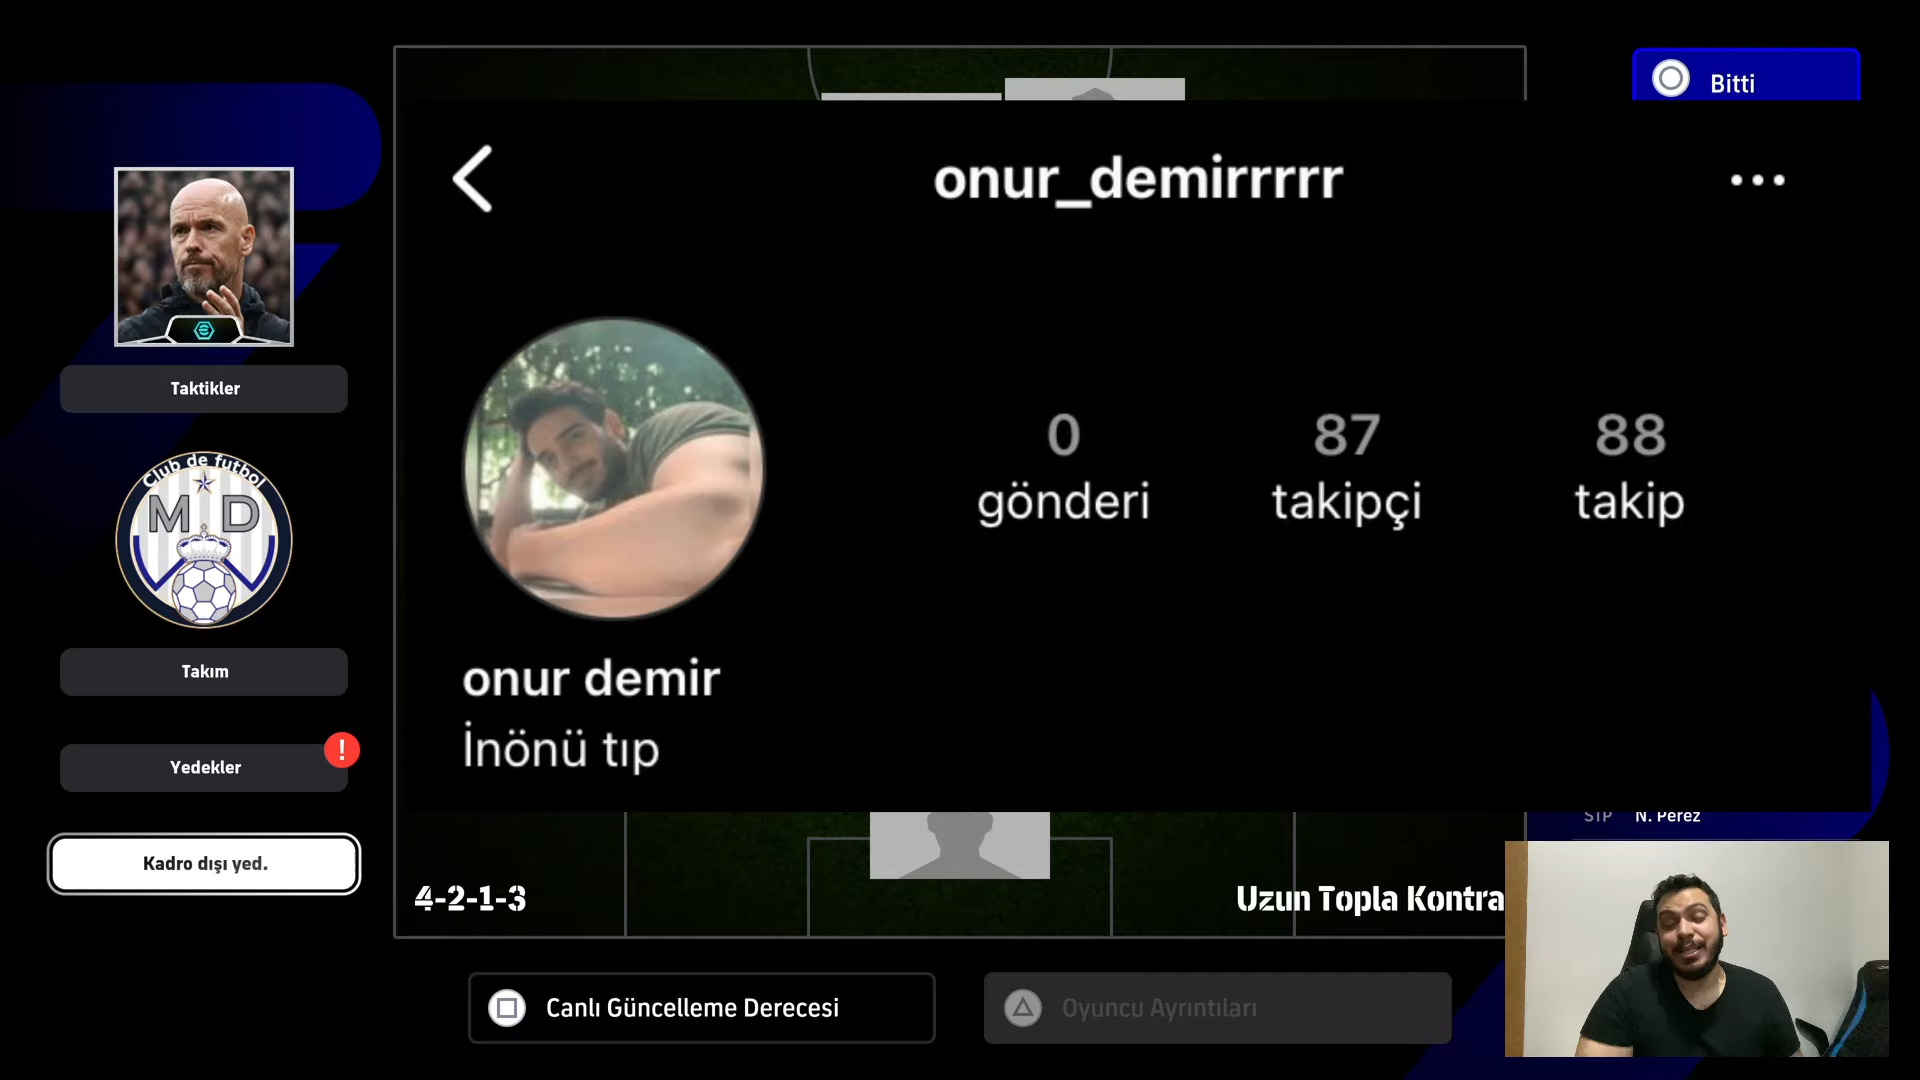 Bitti
onur_demirrrrr
Taktikler
Club de futbol
M D
0
87
88
gönderi
takipçi
takip
onur demir
İnönü tıp
Takım
Yedekler
!
Kadro dışı yed.
STP N. Perez
4-2-1-3
Uzun Topla Kontra
Canlı Güncelleme Derecesi
Oyuncu Ayrıntıları